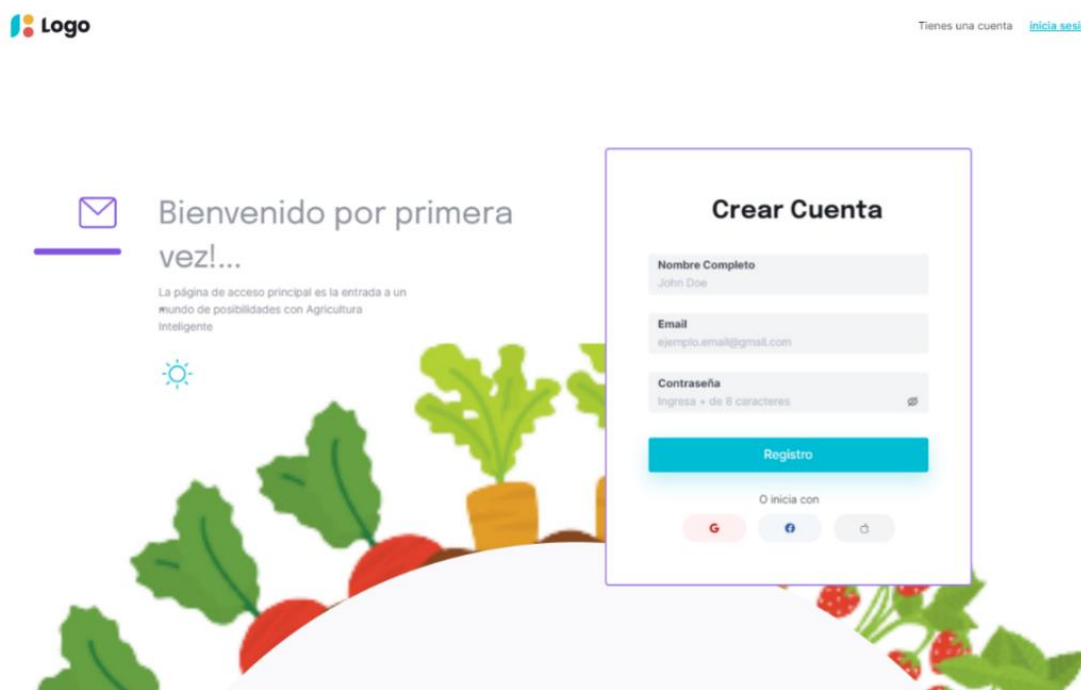 Logo
Tienes una cuenta inicia sesi
Bienvenido por primera
vez!...
La página de acceso principal es la entrada a un
mundo de posibilidades con Agricultura
Inteligente
Crear Cuenta
Nombre Completo
John Doe
Email
ejemplo.email@gmail.com
Contraseña
Ingresa + de 8 caracteres
Registro
O inicia con
G